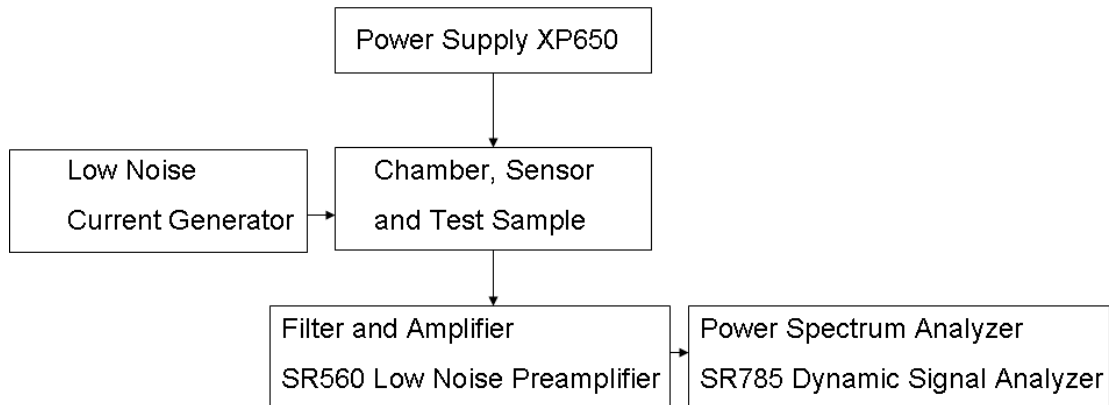 Power Supply XP650
Low Noise
Current Generator
Chamber, Sensor
and Test Sample
Filter and Amplifier
SR560 Low Noise Preamplifier
Power Spectrum Analyzer
SR785 Dynamic Signal Analyzer